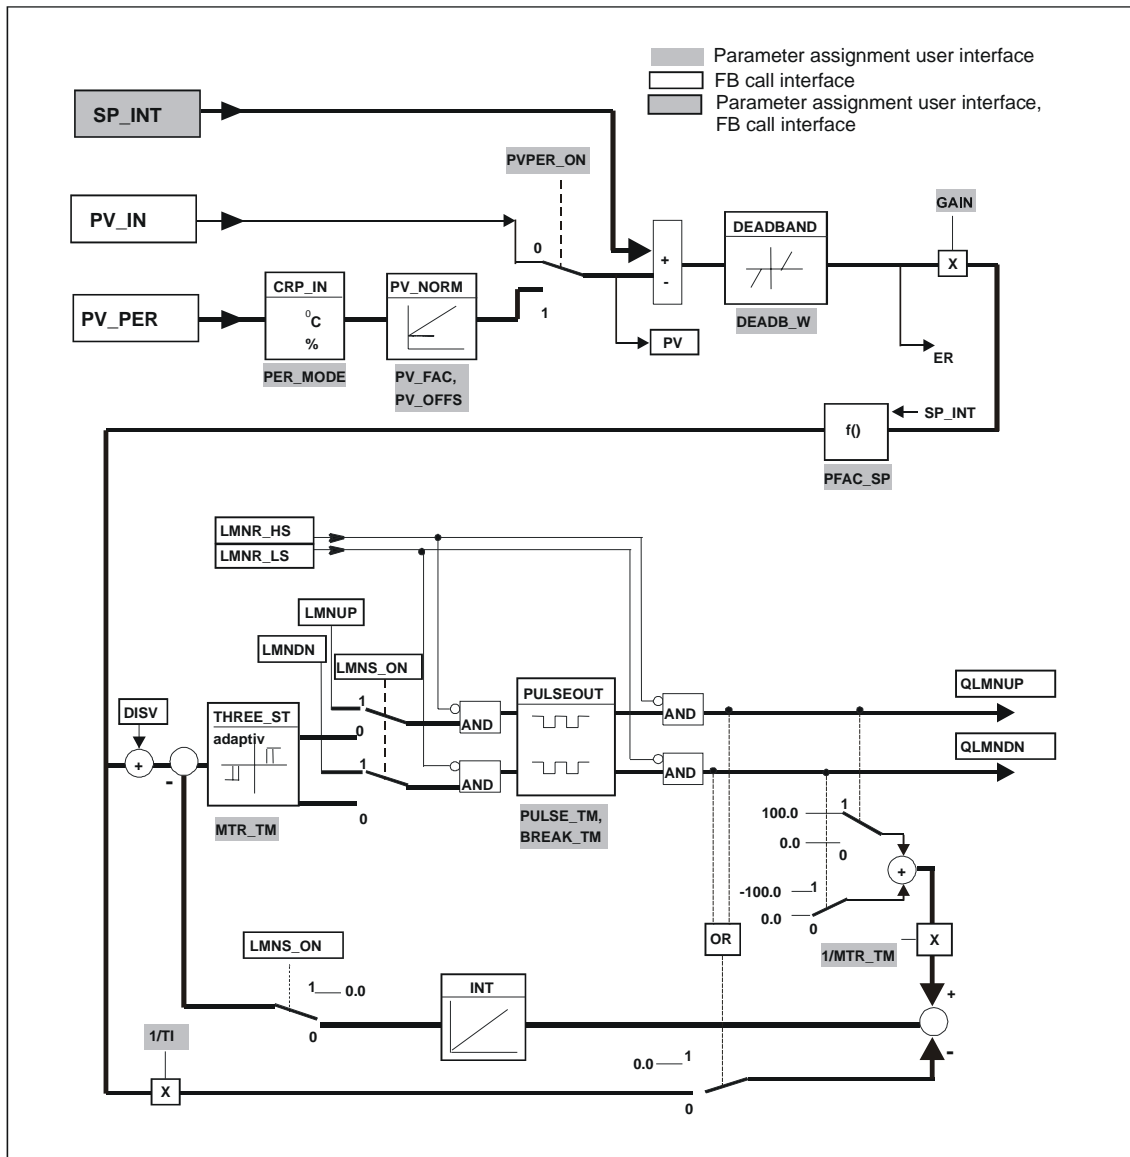 Parameter assignment user interface
FB call interface
Parameter assignment user interface,
FB call interface
SP_INT
PVPER_ON
PV_IN
GAIN
DEADBAND
0
+
-
X
CRP_IN
0C
%
PV_NORM
PV_PER
1
DEADB_W
PV
ER
PER_MODE
PV_FAC,
PV_OFFS
SP_INT
f()
PFAC_SP
LMNR_HS
LMNR_LS
LMNUP
LMNDN
LMNS_ON
PULSEOUT
QLMNUP
DISV
THREE_ST
adaptiv
1
0
AND
AND
QLMNDN
+
-
1
0
AND
AND
MTR_TM
PULSE_TM,
BREAK_TM
100.0
1
0.0
0
+
-100.0
1
0.0
0
OR
X
1/MTR_TM
LMNS_ON
1
0.0
INT
+
0
1/TI
-
0.0
1
X
0